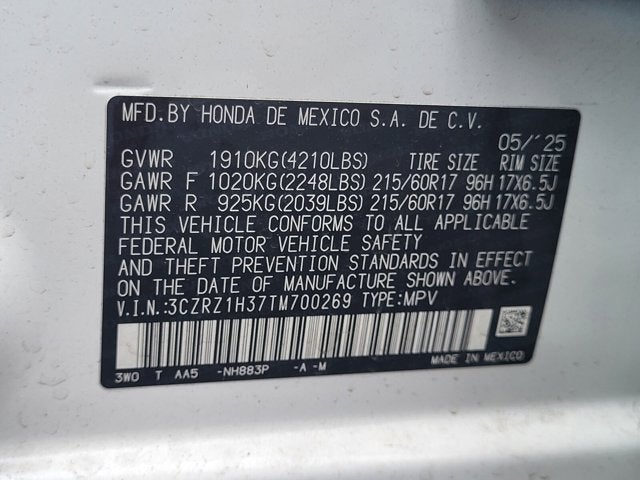 MFD.BY HONDA DE MEXICO S.A. DE C.V.
05/'25
GVWR 1910KG(4210LBS) TIRE SIZE RIM SIZE
GAWR F 1020KG(2248LBS) 215/60R17 96H 17X6.5J
GAWR R 925KG(2039LBS) 215/60R17 96H 17X6.5J
THIS VEHICLE CONFORMS TO ALL APPLICABLE
FEDERAL MOTOR VEHICLE SAFETY
AND THEFT PREVENTION STANDARDS IN EFFECT
ON THE DATE OF MANUFACTURE SHOWN ABOVE.
V.I.N.:3CZRZ1H37TM700269 TYPE:MPV
3W0 T AA5 -NH883P -A -M MADE IN MEXICO